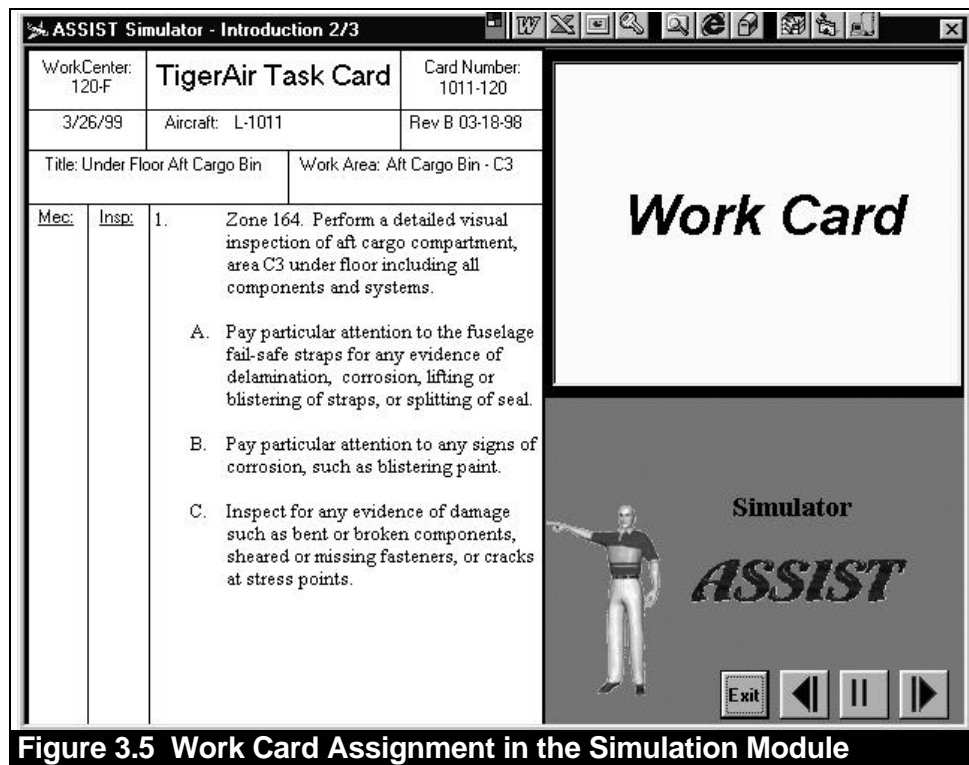 ASSIST Simulator - Introduction 2/3
WorkCenter:
120-F
TigerAir Task Card
Card Number:
1011-120
3/26/99
Aircraft: L-1011
Rev B 03-18-98
Title: Under Floor Aft Cargo Bin
Work Area: Aft Cargo Bin - C3
Mec:
Insp:
1. Zone 164. Perform a detailed visual
inspection of aft cargo compartment,
area C3 under floor including all
components and systems.
A. Pay particular attention to the fuselage
fail-safe straps for any evidence of
delamination, corrosion, lifting or
blistering of straps, or splitting of seal.
B. Pay particular attention to any signs of
corrosion, such as blistering paint.
C. Inspect for any evidence of damage
such as bent or broken components,
sheared or missing fasteners, or cracks
at stress points.
Work Card
Simulator
ASSIST
Exit
Figure 3.5 Work Card Assignment in the Simulation Module